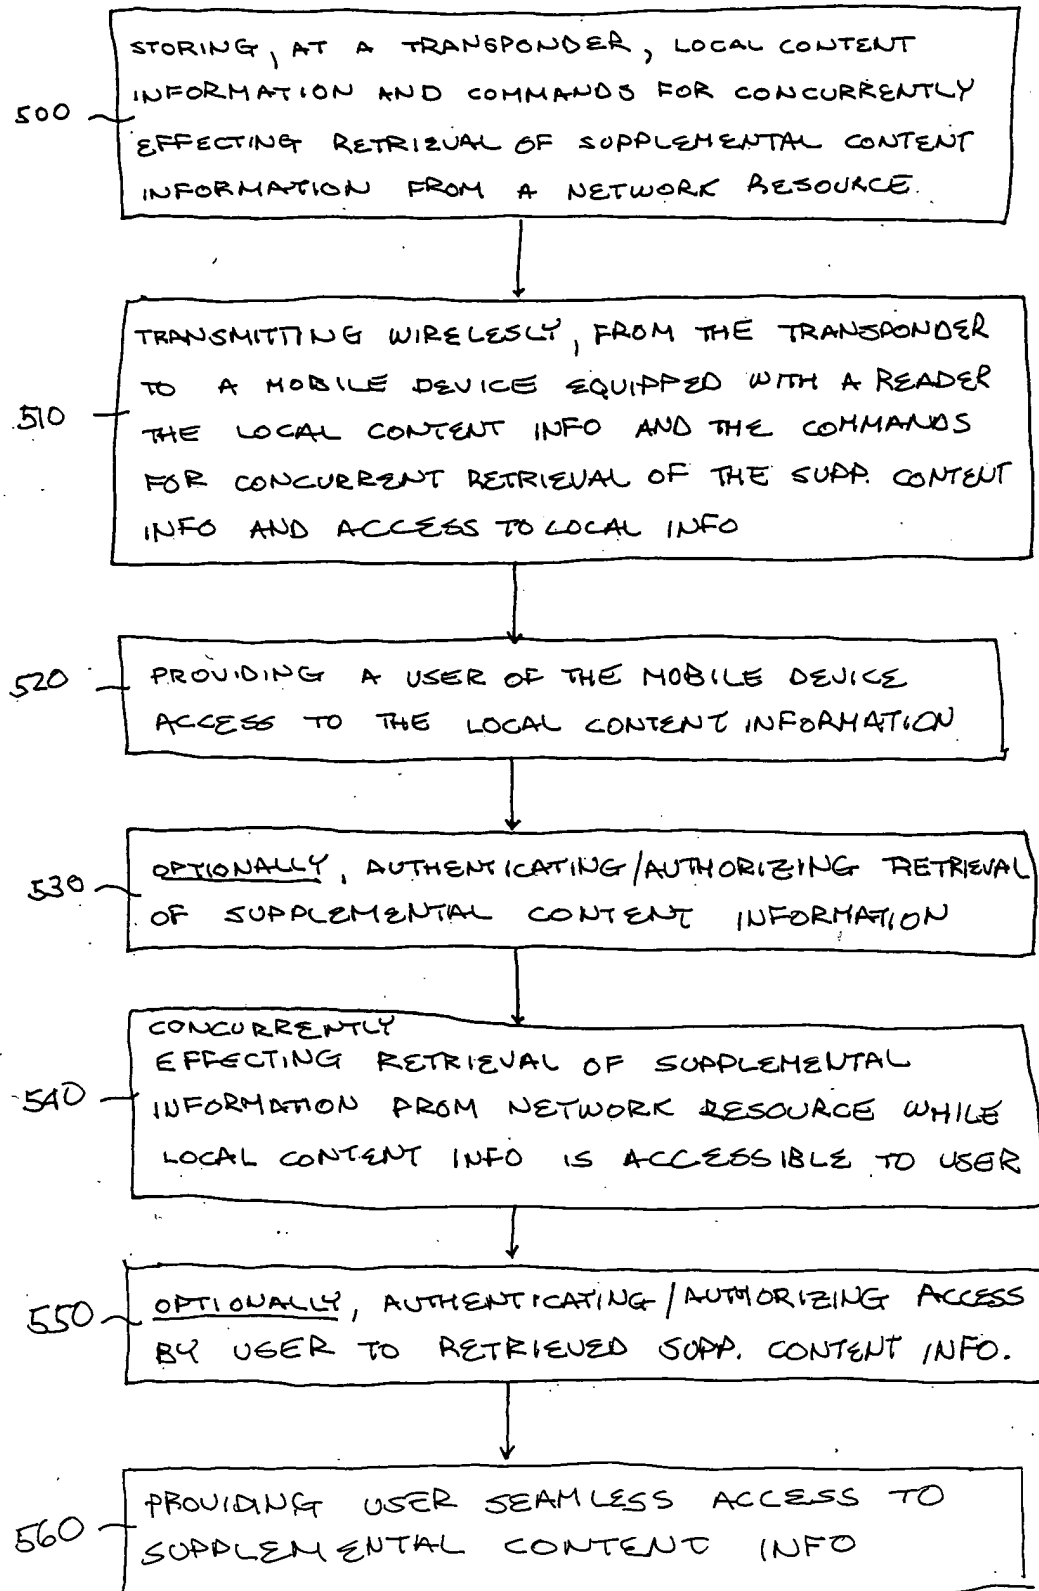 500
STORING, AT A TRANSPONDER, LOCAL CONTENT
INFORMATION AND COMMANDS FOR CONCURRENTLY
EFFECTING RETRIEVAL OF SUPPLEMENTAL CONTENT
INFORMATION FROM A NETWORK RESOURCE.
510
TRANSMITTING WIRELESLY, FROM THE TRANSPONDER
TO A MOBILE DEVICE EQUIPPED WITH A READER
THE LOCAL CONTENT INFO AND THE COMMANDS
FOR CONCURRENT RETRIEVAL OF THE SUPP. CONTENT
INFO AND ACCESS TO LOCAL INFO
520
PROVIDING A USER OF THE MOBILE DEVICE
ACCESS TO THE LOCAL CONTENT INFORMATION
530
OPTIONALLY, AUTHENTICATING/AUTHORIZING RETRIEVAL
OF SUPPLEMENTAL CONTENT INFORMATION
540
CONCURRENTLY
EFFECTING RETRIEVAL OF SUPPLEMENTAL
INFORMATION FROM NETWORK RESOURCE WHILE
LOCAL CONTENT INFO IS ACCESSIBLE TO USER
550
OPTIONALLY, AUTHENTICATING/AUTHORIZING ACCESS
BY USER TO RETRIEVED SUPP. CONTENT INFO.
560
PROVIDING USER SEAMLESS ACCESS TO
SUPPLEMENTAL CONTENT INFO